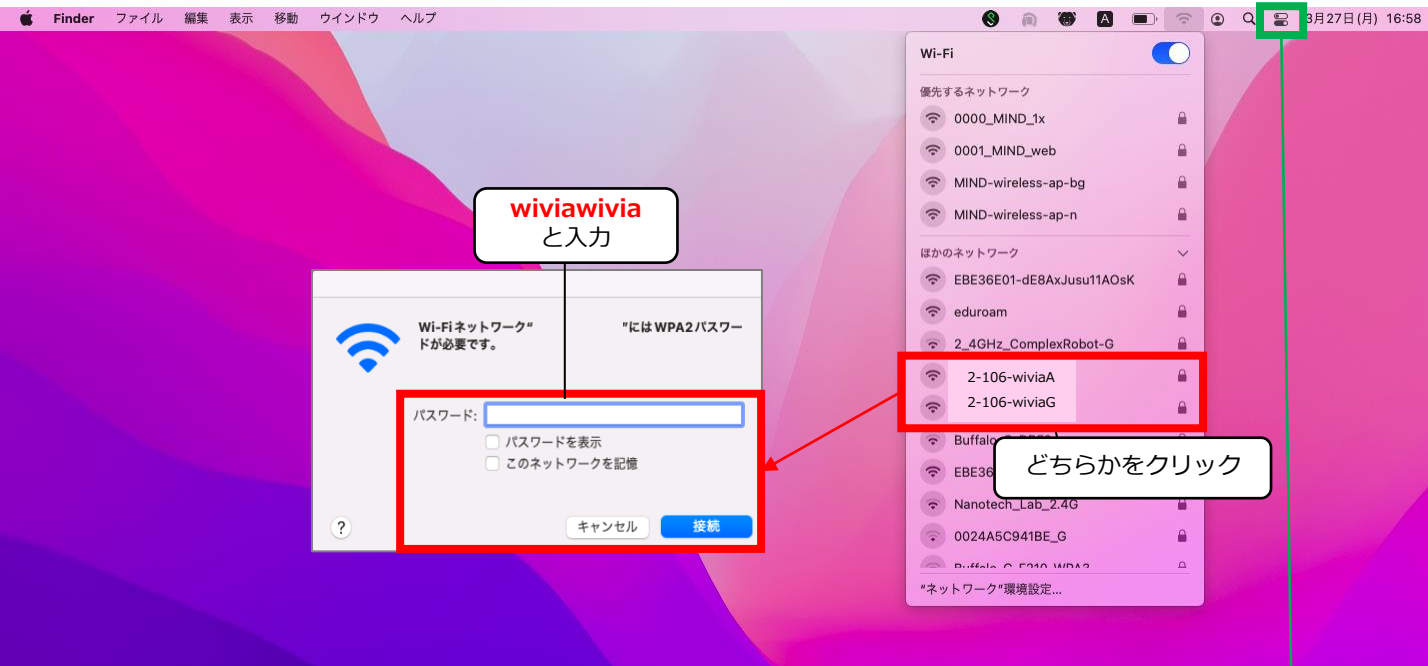 Finder ファイル 編集 表示 移動 ウインドウ ヘルプ
A
3月27日(月) 16:58
Wi-Fi
優先するネットワーク
0000_MIND_1x
0001_MIND_web
MIND-wireless-ap-bg
MIND-wireless-ap-n
ほかのネットワーク
EBE36E01-dE8AxJusu11AOsK
eduroam
2_4GHz_ComplexRobot-G
2-106-wiviaA
2-106-wiviaG
Buffalo
EBE36
Nanotech_Lab_2.4G
0024A5C941BE_G
"ネットワーク"環境設定...
どちらかをクリック
wiviawivia
と入力
Wi-Fiネットワーク“ ”にはWPA2パスワー
ドが必要です。
パスワード:
パスワードを表示
このネットワークを記憶
? キャンセル 接続